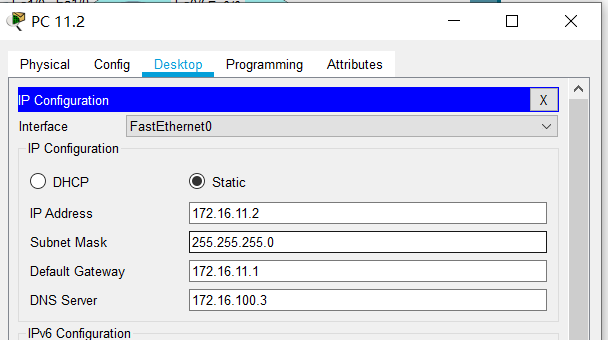 PC 11.2
Physical Config Desktop Programming Attributes
IP Configuration X
Interface FastEthernet0
IP Configuration
DHCP Static
IP Address 172.16.11.2
Subnet Mask 255.255.255.0
Default Gateway 172.16.11.1
DNS Server 172.16.100.3
IPv6 Configuration